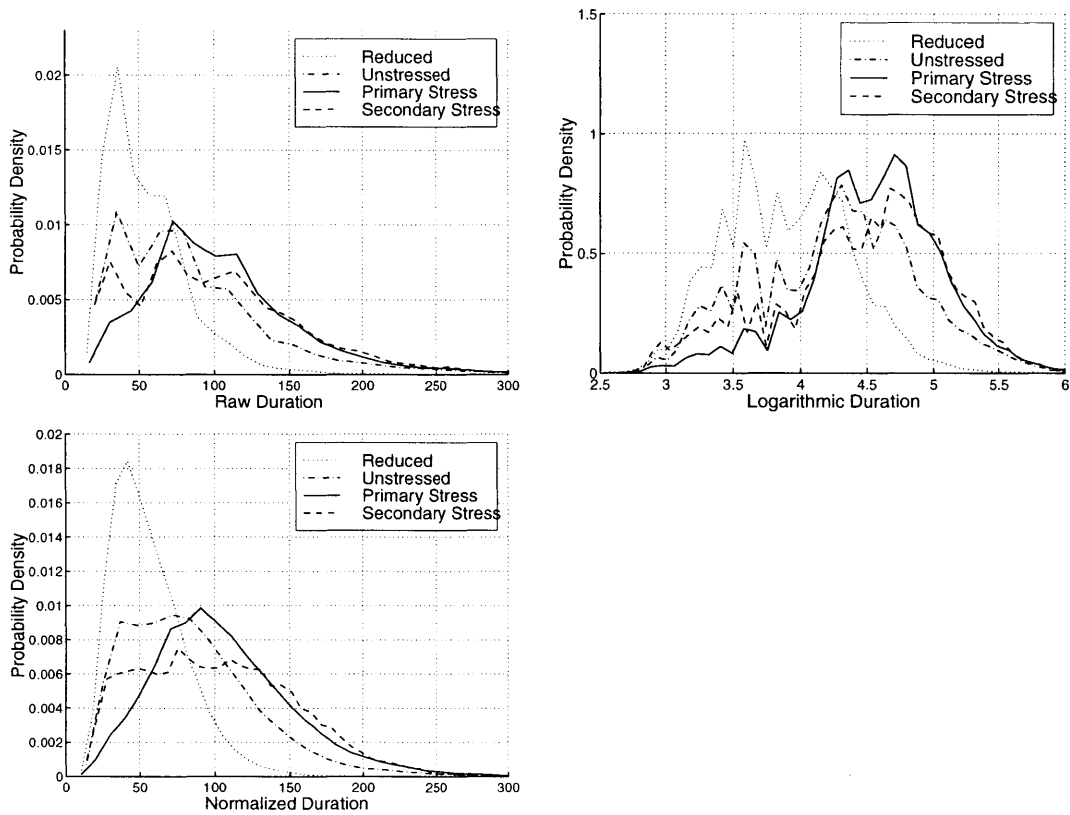 Probability Density
0.02
0.015
0.01
0.005
0
Reduced
Unstressed
Primary Stress
Secondary Stress
0 50 100 150 200 250 300
Raw Duration
Probability Density
1.5
1
0.5
0
Reduced
Unstressed
Primary Stress
Secondary Stress
2.5 3 3.5 4 4.5 5 5.5 6
Logarithmic Duration
Probability Density
0.02
0.018
0.016
0.014
0.012
0.01
0.008
0.006
0.004
0.002
0
Reduced
Unstressed
Primary Stress
Secondary Stress
0 50 100 150 200 250 300
Normalized Duration